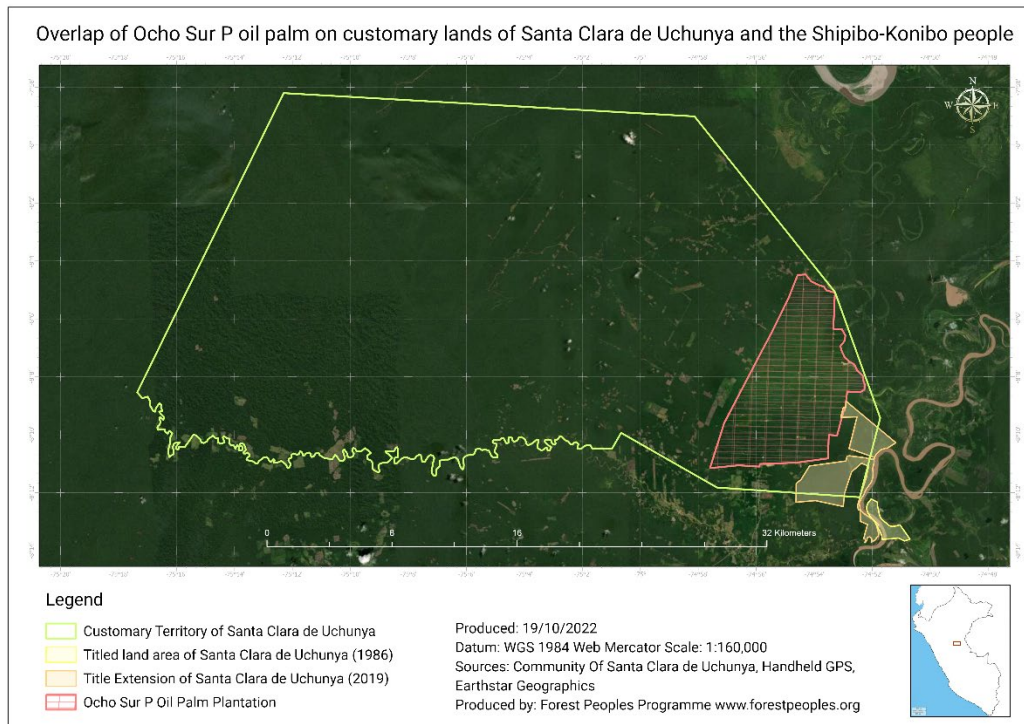 Overlap of Ocho Sur P oil palm on customary lands of Santa Clara de Uchunya and the Shipibo-Konibo people
N
W E
S
0 8 16 32 Kilometers
Legend
Customary Territory of Santa Clara de Uchunya
Titled land area of Santa Clara de Uchunya (1986)
Title Extension of Santa Clara de Uchunya (2019)
Ocho Sur P Oil Palm Plantation
Produced: 19/10/2022
Datum: WGS 1984 Web Mercator Scale: 1:160,000
Sources: Community Of Santa Clara de Uchunya, Handheld GPS,
Earthstar Geographics
Produced by: Forest Peoples Programme www.forestpeoples.org